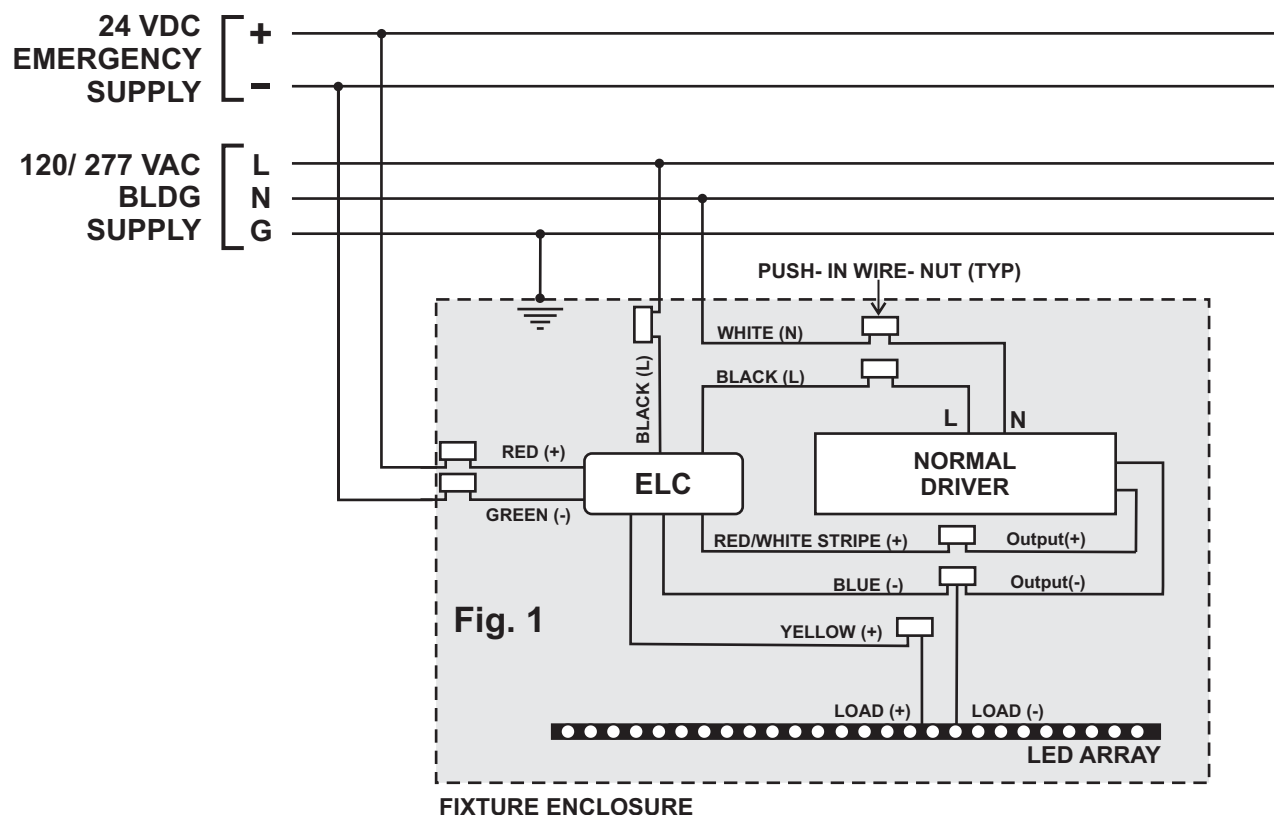 24 VDC
EMERGENCY
SUPPLY
+
-
120/ 277 VAC
BLDG
SUPPLY
L
N
G
PUSH- IN WIRE- NUT (TYP)
WHITE (N)
BLACK (L)
BLACK (L)
L
N
RED (+)
GREEN (-)
ELC
NORMAL
DRIVER
RED/WHITE STRIPE (+)
Output(+)
BLUE (-)
Output(-)
Fig. 1
YELLOW (+)
LOAD (+)
LOAD (-)
LED ARRAY
FIXTURE ENCLOSURE